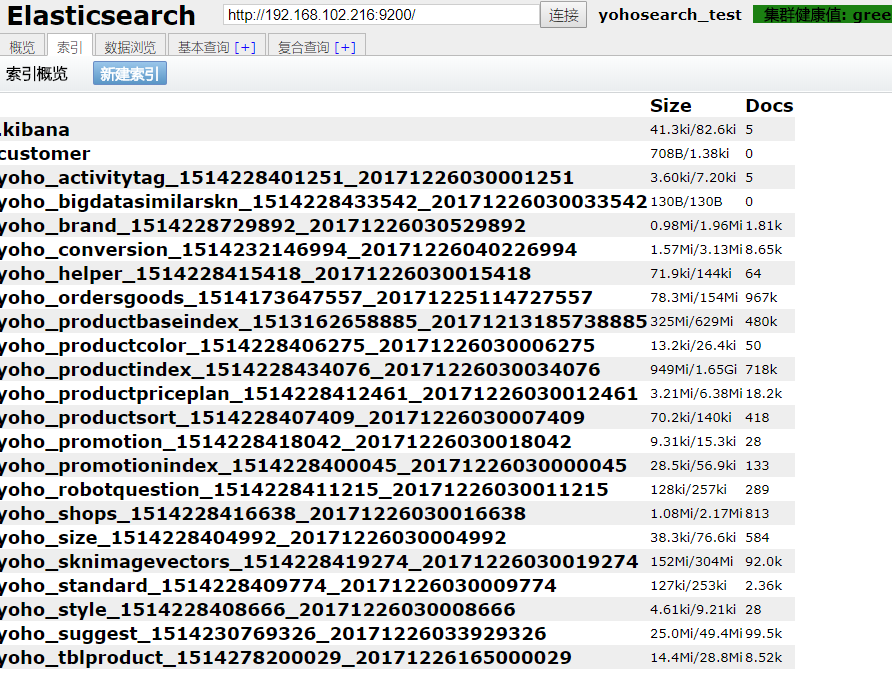 Elasticsearch http://192.168.102.216:9200/ 连接 yohosearch_test 集群健康值: gree
概览 索引 数据浏览 基本查询 [+] 复合查询 [+]
索引概览 新建索引
Size Docs
.kibana 41.3ki/82.6ki 5
customer 708B/1.38ki 0
yoho_activitytag_1514228401251_20171226030001251 3.60ki/7.20ki 5
yoho_bigdatasimilarskn_1514228433542_20171226030033542 130B/130B 0
yoho_brand_1514228729892_20171226030529892 0.98Mi/1.96Mi 1.81k
yoho_conversion_1514232146994_20171226040226994 1.57Mi/3.13Mi 8.65k
yoho_helper_1514228415418_20171226030015418 71.9ki/144ki 64
yoho_ordersgoods_1514173647557_20171225114727557 78.3Mi/154Mi 967k
yoho_productbaseindex_1513162658885_20171213185738885 325Mi/629Mi 480k
yoho_productcolor_1514228406275_20171226030006275 13.2ki/26.4ki 50
yoho_productindex_1514228434076_20171226030034076 949Mi/1.65Gi 718k
yoho_productpriceplan_1514228412461_20171226030012461 3.21Mi/6.38Mi 18.2k
yoho_productsort_1514228407409_20171226030007409 70.2ki/140ki 418
yoho_promotion_1514228418042_20171226030018042 9.31ki/15.3ki 28
yoho_promotionindex_1514228400045_20171226030000045 28.5ki/56.9ki 133
yoho_robotquestion_1514228411215_20171226030011215 128ki/257ki 289
yoho_shops_1514228416638_20171226030016638 1.08Mi/2.17Mi 813
yoho_size_1514228404992_20171226030004992 38.3ki/76.6ki 584
yoho_sknimagevectors_1514228419274_20171226030019274 152Mi/304Mi 92.0k
yoho_standard_1514228409774_20171226030009774 127ki/253ki 2.36k
yoho_style_1514228408666_20171226030008666 4.61ki/9.21ki 28
yoho_suggest_1514230769326_20171226033929326 25.0Mi/49.4Mi 99.5k
yoho_tblproduct_1514278200029_20171226165000029 14.4Mi/28.8Mi 8.52k